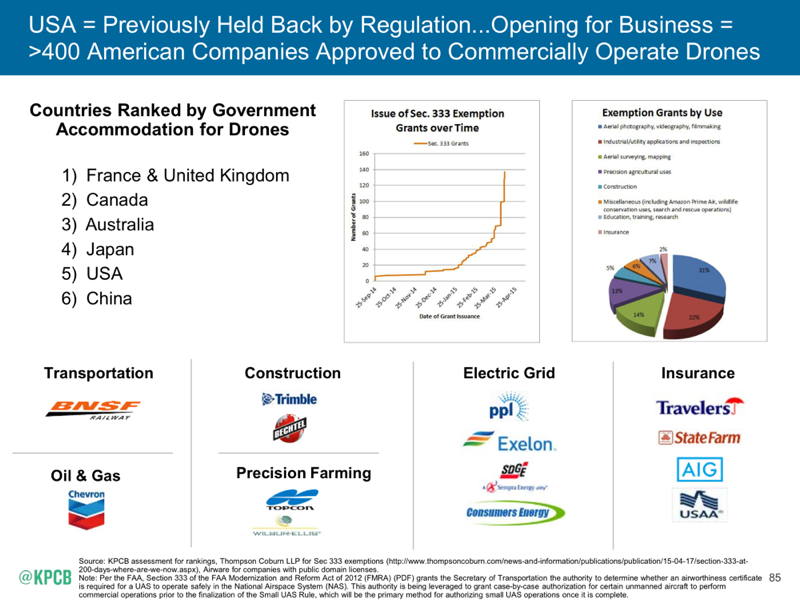 USA = Previously Held Back by Regulation...Opening for Business =
>400 American Companies Approved to Commercially Operate Drones
Countries Ranked by Government
Accommodation for Drones
1) France & United Kingdom
2) Canada
3) Australia
4) Japan
5) USA
6) China
Issue of Sec. 333 Exemption
Grants over Time
Sec. 333 Grants
160
140
120
100
80
60
40
20
0
Number of Grants
25-Sep-14
25-Oct-14
25-Nov-14
25-Dec-14
25-Jan-15
25-Feb-15
25-Mar-15
25-Apr-15
Date of Grant Issuance
Exemption Grants by Use
Aerial photography, videography, filmmaking
Industrial/utility applications and inspections
Aerial surveying, mapping
Precision agricultural uses
Construction
Miscellaneous (including Amazon Prime Air, wildlife
conservation uses, search and rescue operations)
Education, training, research
Insurance
2%
7%
6%
5%
31%
13%
14%
22%
Transportation
BNSF
RAILWAY
Oil & Gas
Chevron
Construction
Trimble
BECHTEL
Precision Farming
TOPCON
WILBUR-ELLIS
Electric Grid
ppl
Exelon
SDGE
A Sempra Energy utility
Consumers Energy
Insurance
Travelers
State Farm
AIG
USAA
Source: KPCB assessment for rankings, Thompson Coburn LLP for Sec 333 exemptions (http://www.thompsoncoburn.com/news-and-information/publications/publication/15-04-17/section-333-at-
200-days-where-are-we-now.aspx), Airware for companies with public domain licenses.
Note: Per the FAA, Section 333 of the FAA Modernization and Reform Act of 2012 (FMRA) (PDF) grants the Secretary of Transportation the authority to determine whether an airworthiness certificate
is required for a UAS to operate safely in the National Airspace System (NAS). This authority is being leveraged to grant case-by-case authorization for certain unmanned aircraft to perform
commercial operations prior to the finalization of the Small UAS Rule, which will be the primary method for authorizing small UAS operations once it is complete.
@KPCB
85